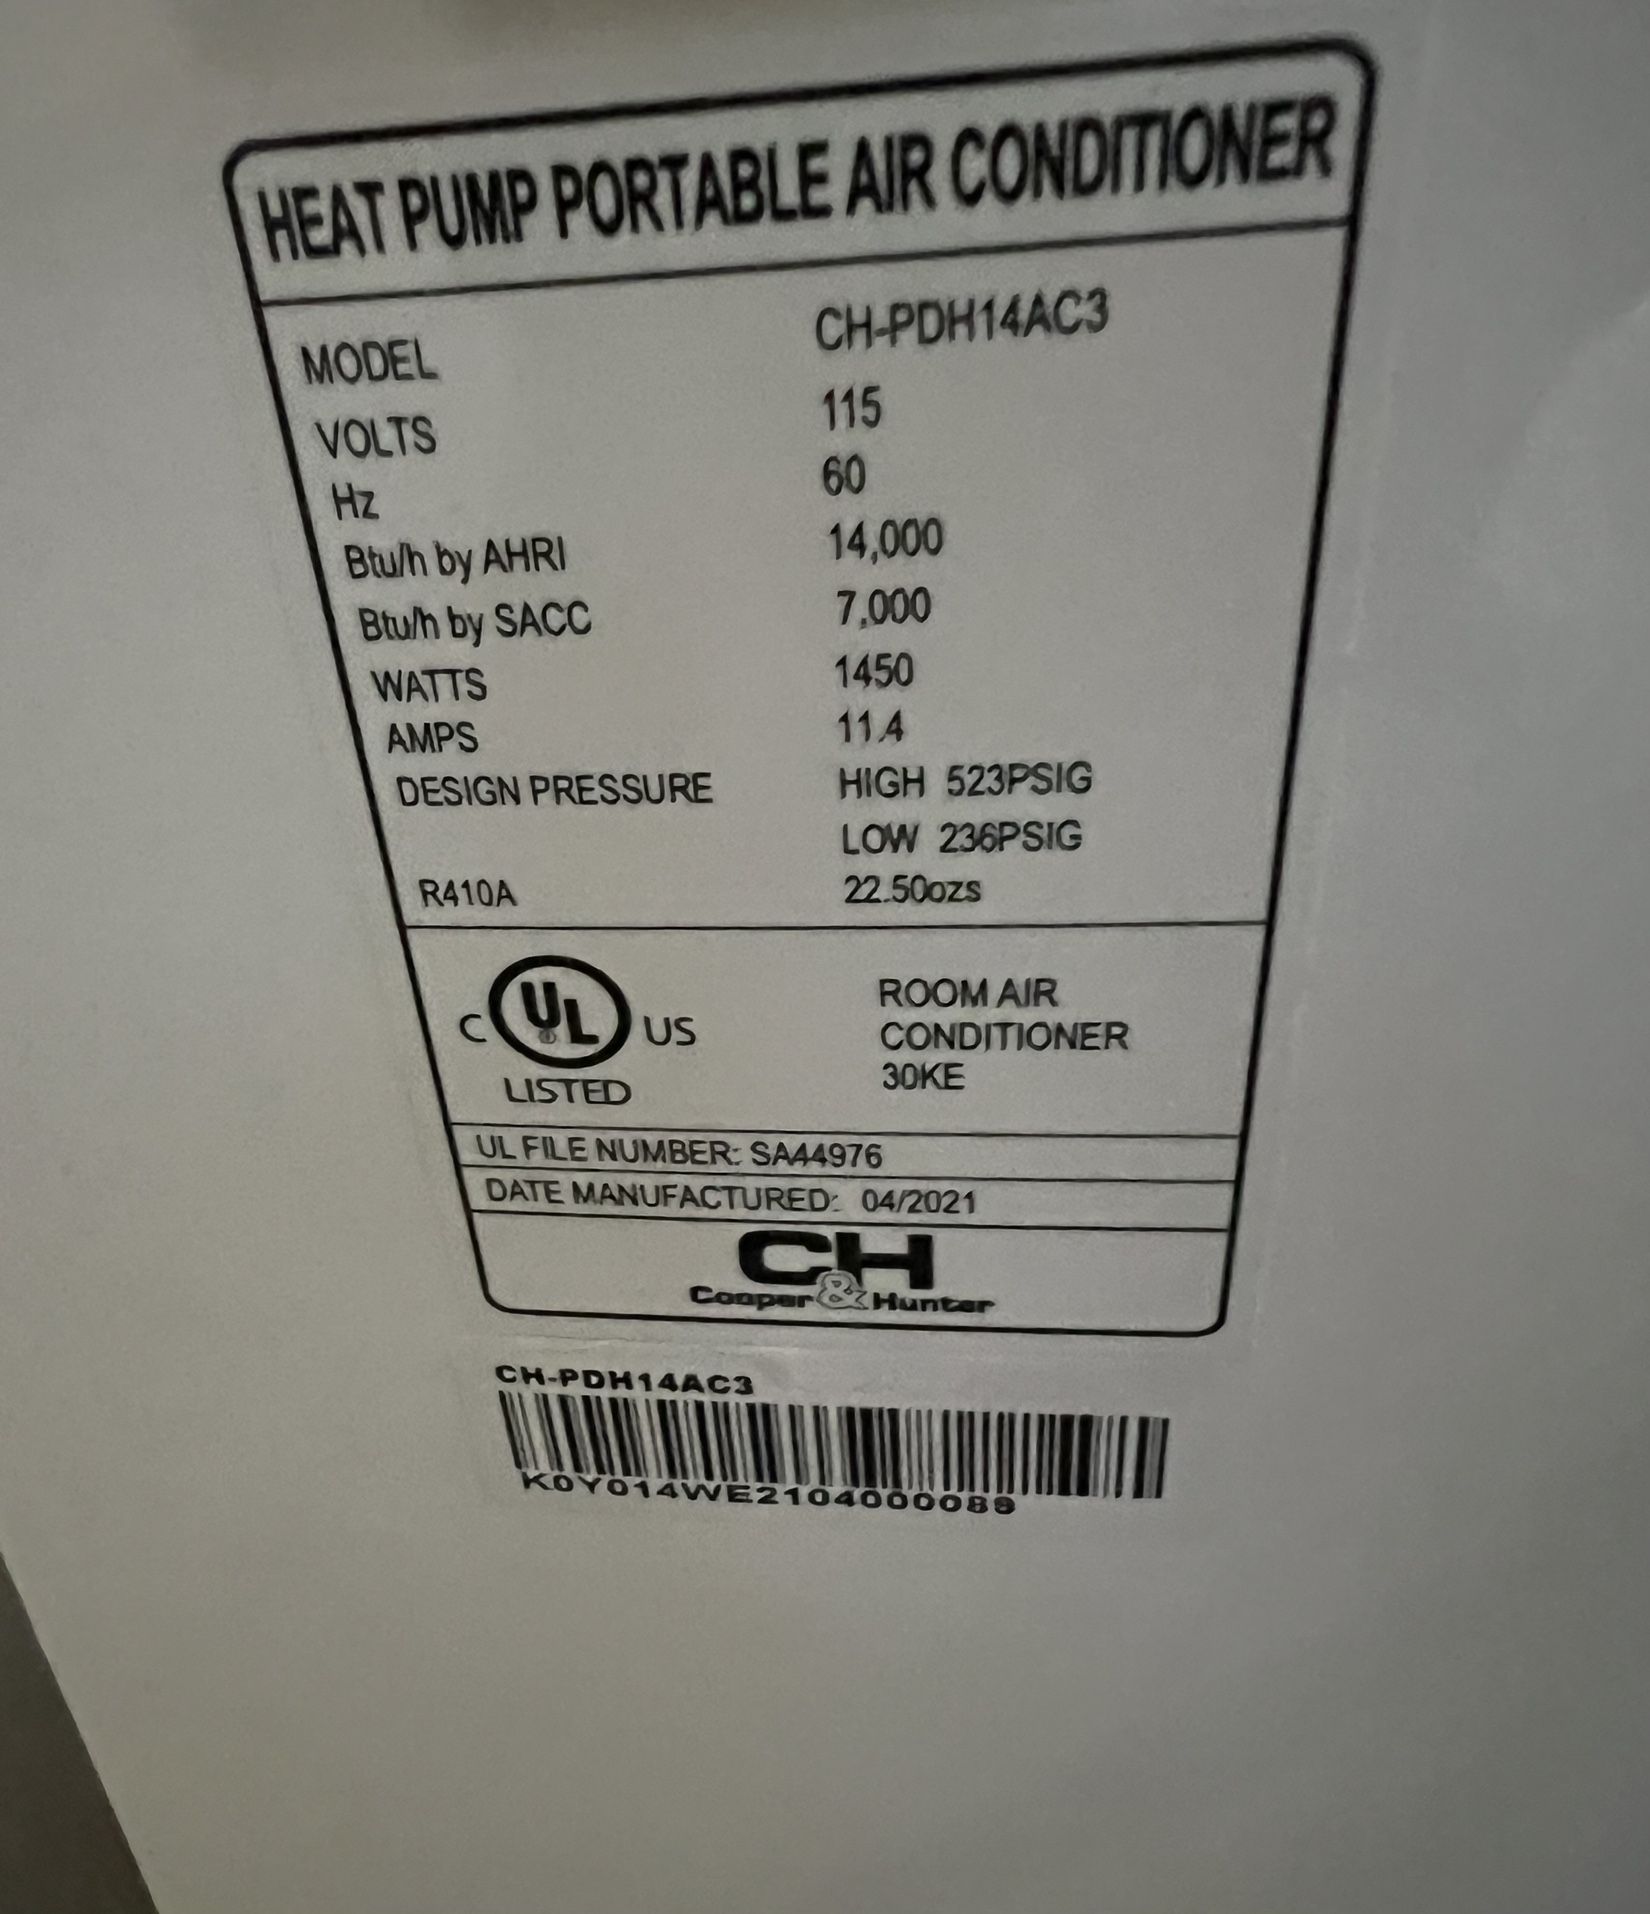 HEAT PUMP PORTABLE AIR CONDITIONER
MODEL CH-PDH14AC3
VOLTS 115
Hz 60
Btu/h by AHRI 14,000
Btu/h by SACC 7,000
WATTS 1450
AMPS 11.4
DESIGN PRESSURE HIGH 523PSIG
LOW 236PSIG
R410A 22.50ozs
C UL US
LISTED
ROOM AIR
CONDITIONER
30KE
UL FILE NUMBER: SA44976
DATE MANUFACTURED: 04/2021
CH
Cooper & Hunter
CH-PDH14AC3
K0Y014WE2104000089